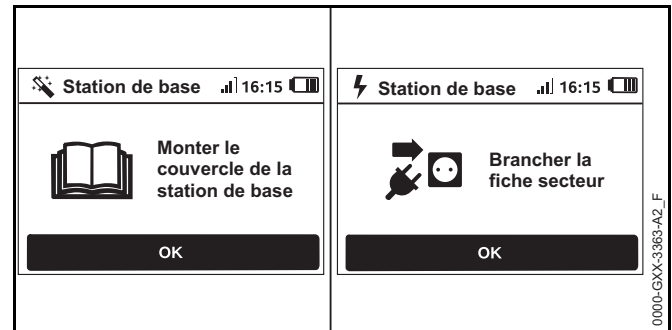 Station de base 16:15
Monter le
couvercle de la
station de base
OK
Station de base 16:15
Brancher la
fiche secteur
OK
0000-GXX-3363-A2_F